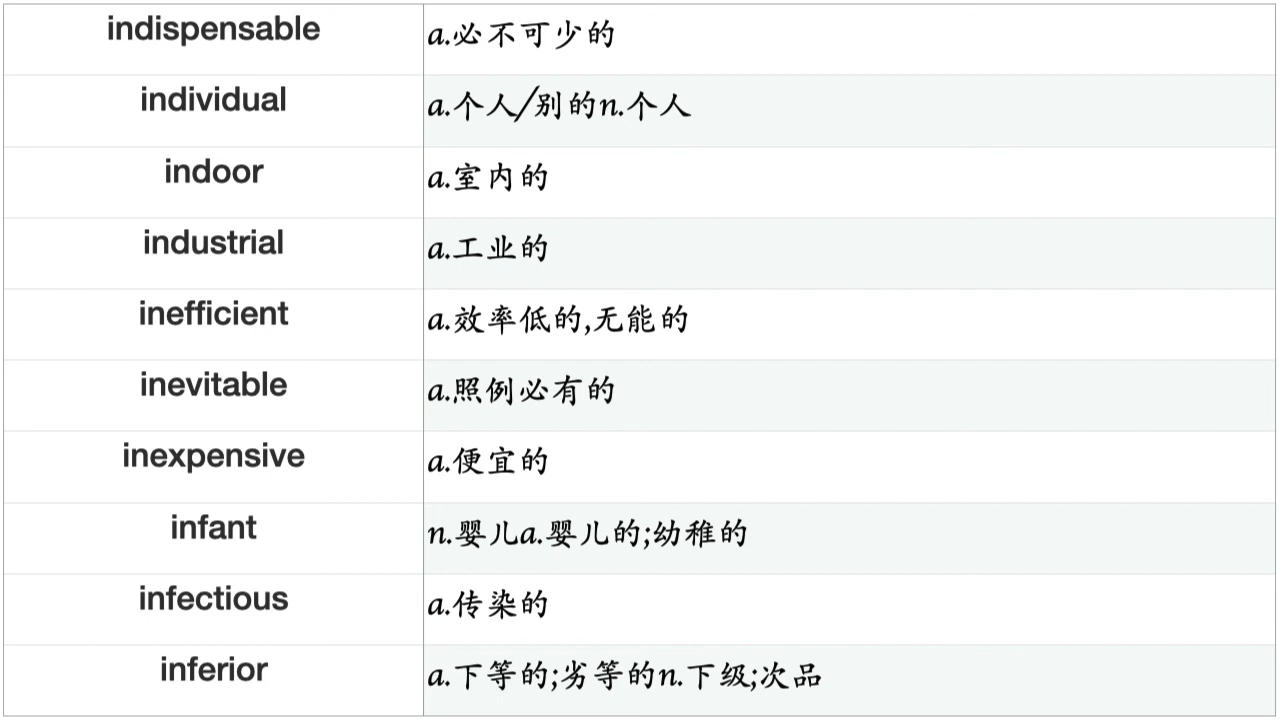 indispensable a.必不可少的
individual a.个人/别的n.个人
indoor a.室内的
industrial a.工业的
inefficient a.效率低的,无能的
inevitable a.照例必有的
inexpensive a.便宜的
infant n.婴儿a.婴儿的;幼稚的
infectious a.传染的
inferior a.下等的;劣等的n.下级;次品